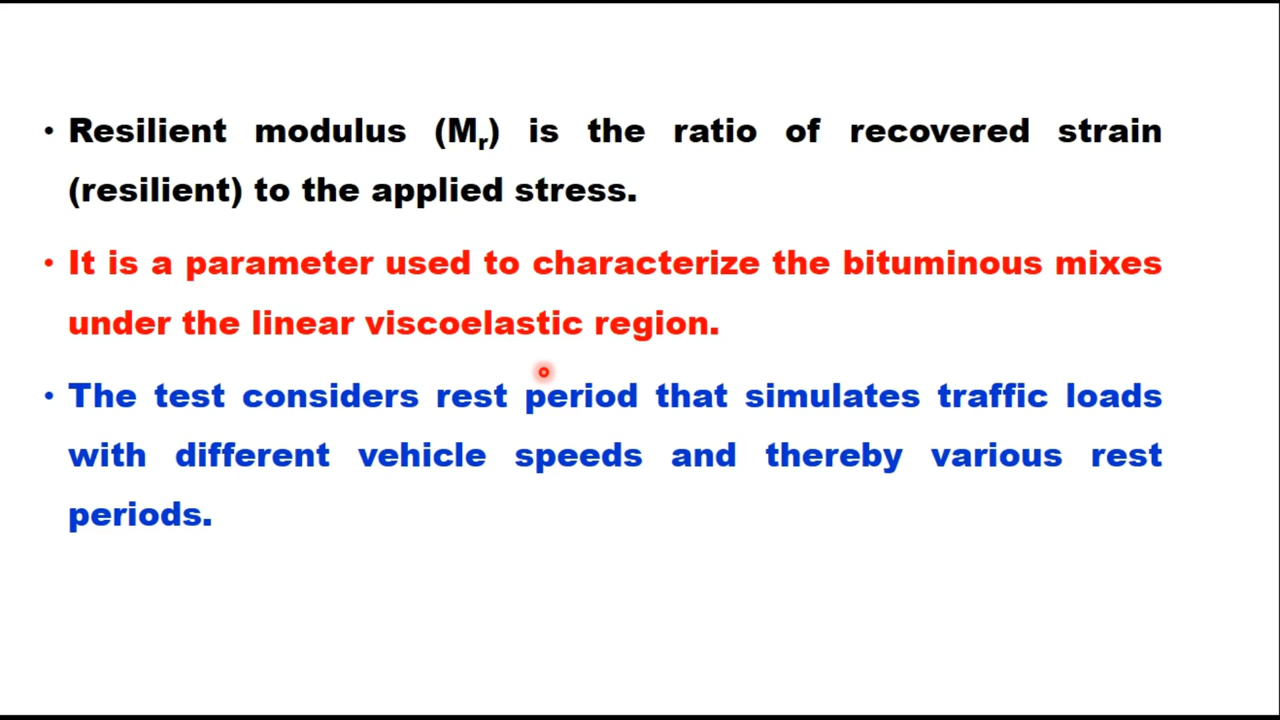 • Resilient modulus (Mr) is the ratio of recovered strain
(resilient) to the applied stress.
• It is a parameter used to characterize the bituminous mixes
under the linear viscoelastic region.
• The test considers rest period that simulates traffic loads
with different vehicle speeds and thereby various rest
periods.